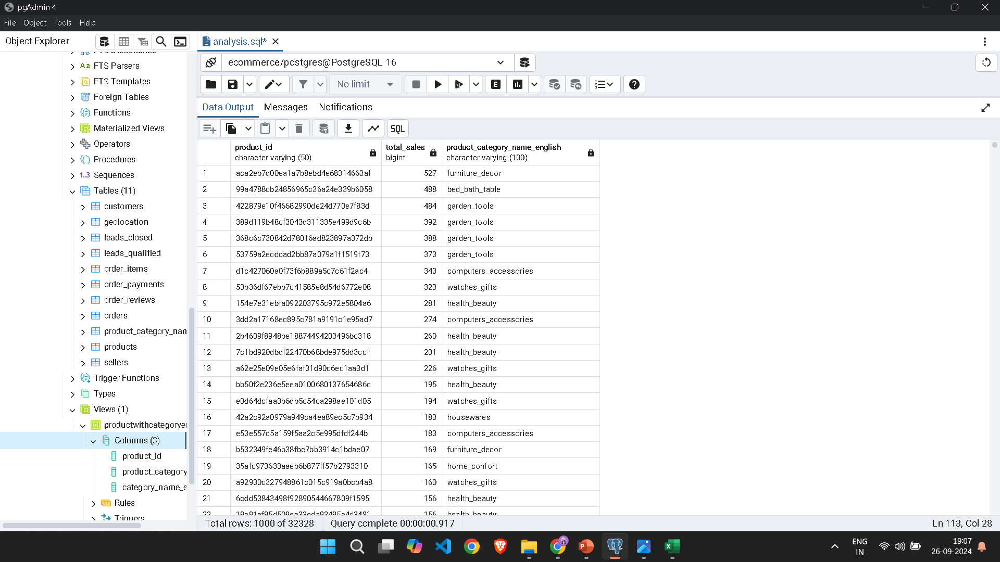 pgAdmin 4
File Object Tools Help
Object Explorer
analysis.sql*
ecommerce/postgres@PostgreSQL 16
No limit
E
Data Output Messages Notifications
SQL
FTS Parsers
FTS Templates
Foreign Tables
Functions
Materialized Views
Operators
Procedures
1..3 Sequences
Tables (11)
customers
geolocation
leads_closed
leads_qualified
order_items
order_payments
order_reviews
orders
product_category_nan
products
sellers
Trigger Functions
Types
Views (1)
productwithcategoryer
Columns (3)
product_id
product_category
category_name_e
Rules
Triggers
product_id total_sales product_category_name_english
character varying (50) bigint character varying (100)
1 aca2eb7d00ea1a7b8ebd4e68314663af 527 furniture_decor
2 99a4788cb24856965c36a24e339b6058 488 bed_bath_table
3 422879e10f46682990de24d770e7f83d 484 garden_tools
4 389d119b48cf3043d311335e499d9c6b 392 garden_tools
5 368c6c730842d78016ad823897a372db 388 garden_tools
6 53759a2ecddad2bb87a079a1f1519f73 373 garden_tools
7 d1c427060a0f73f6b889a5c7c61f2ac4 343 computers_accessories
8 53b36df67ebb7c41585e8d54d6772e08 323 watches_gifts
9 154e7e31ebfa092203795c972e5804a6 281 health_beauty
10 3dd2a17168ec895c781a9191c1e95ad7 274 computers_accessories
11 2b4609f8948be18874494203496bc318 260 health_beauty
12 7c1bd920dbdf22470b68bde975dd3ccf 231 health_beauty
13 a62e25e09e05e6faf31d90c6ec1aa3d1 226 watches_gifts
14 bb50f2e236e5eea0100680137654686c 195 health_beauty
15 e0d64dcfaa3b6db5c54ca298ae101d05 194 watches_gifts
16 42a2c92a0979a949ca4ea89ec5c7b934 183 housewares
17 e53e557d5a159f5aa2c5e995dfdf244b 183 computers_accessories
18 b532349fe46b38fbc7bb3914c1bdae07 169 furniture_decor
19 35afc973633aaeb6b877ff57b2793310 165 home_confort
20 a92930c327948861c015c919a0bcb4a8 160 watches_gifts
21 6cdd53843498f92890544667809f1595 156 health_beauty
22 19c91ef95d509ea33eda93495c4d3481 156 health_beauty
Total rows: 1000 of 32328 Query complete 00:00:00.917 Ln 113, Col 28
ENG
IN
19:07
26-09-2024